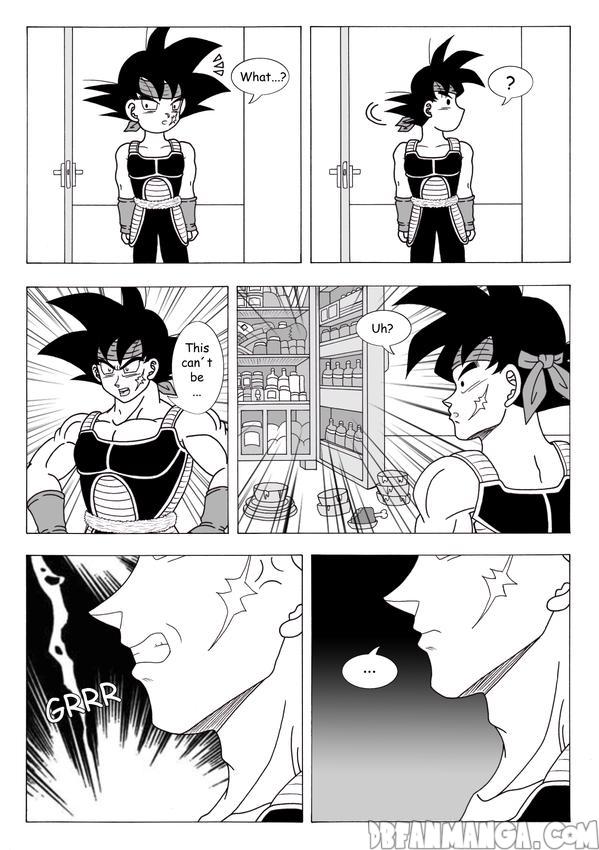 What...?
?
This
can´t
be
...
Uh?
GRRR
...
DBFANMANGA.COM